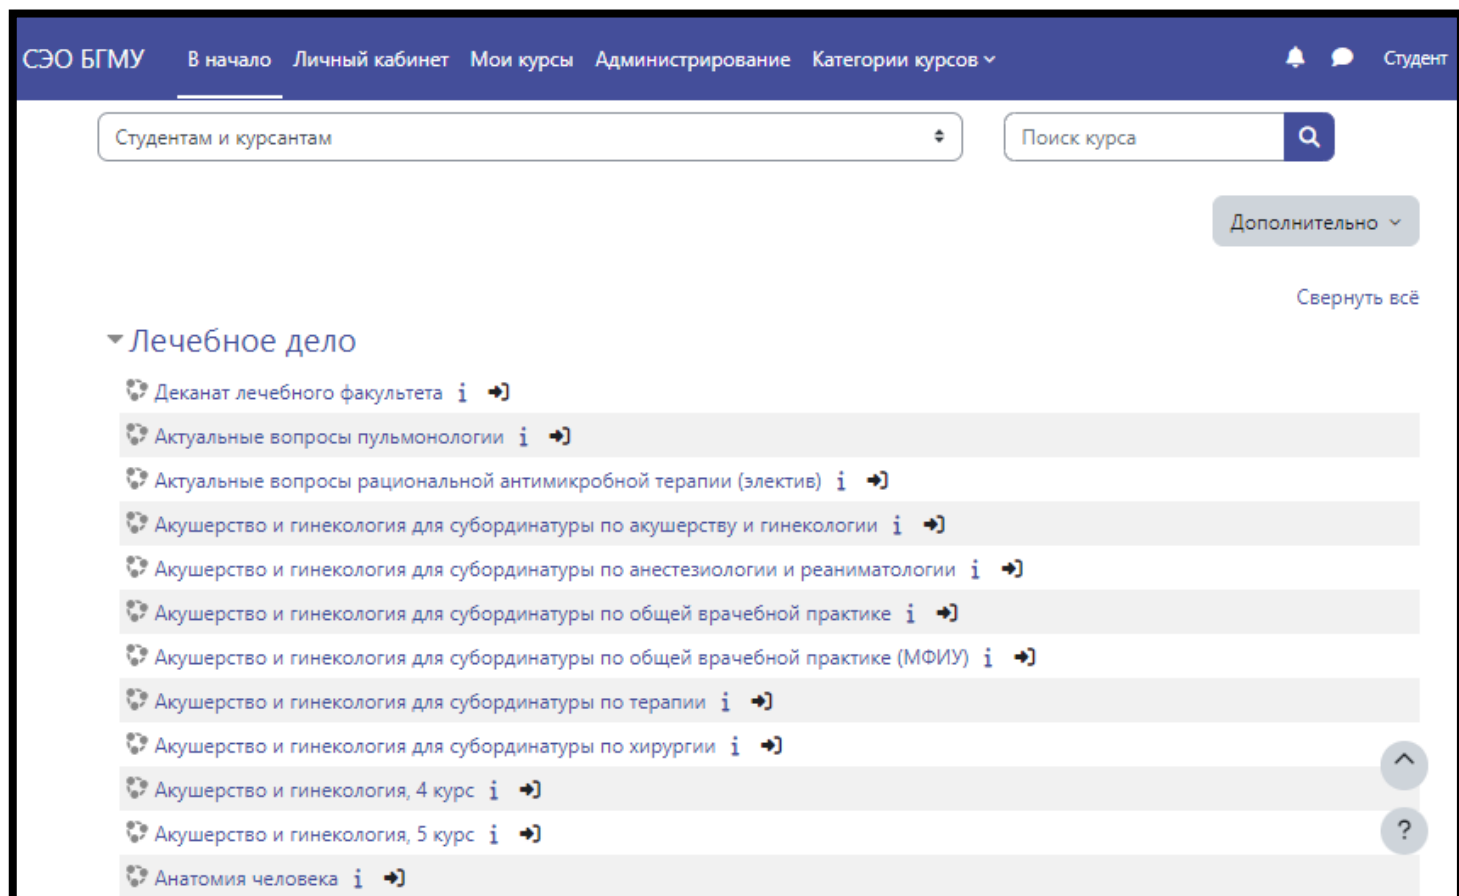 СЭО БГМУ В начало Личный кабинет Мои курсы Администрирование Категории курсов Студент
Студентам и курсантам Поиск курса
Дополнительно
Свернуть всё
Лечебное дело
Деканат лечебного факультета i
Актуальные вопросы пульмонологии i
Актуальные вопросы рациональной антимикробной терапии (электив) i
Акушерство и гинекология для субординатуры по акушерству и гинекологии i
Акушерство и гинекология для субординатуры по анестезиологии и реаниматологии i
Акушерство и гинекология для субординатуры по общей врачебной практике i
Акушерство и гинекология для субординатуры по общей врачебной практике (МФИУ) i
Акушерство и гинекология для субординатуры по терапии i
Акушерство и гинекология для субординатуры по хирургии i
Акушерство и гинекология, 4 курс i
Акушерство и гинекология, 5 курс i
?
Анатомия человека i